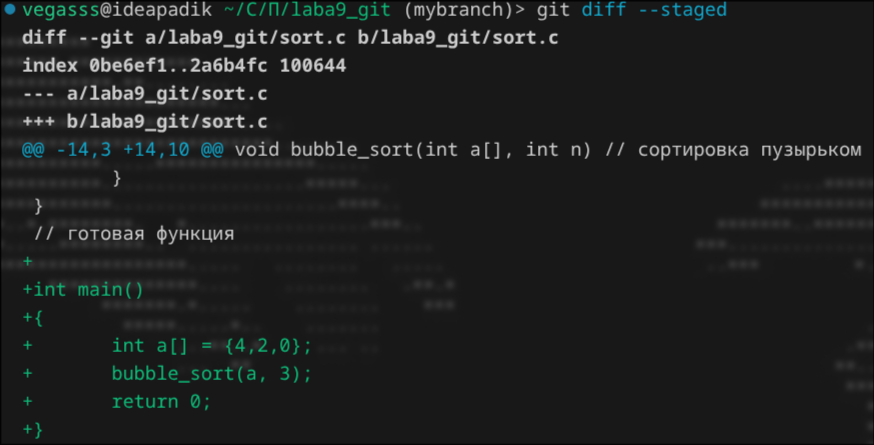 vegasss@ideapadik ~/С/П/laba9_git (mybranch)> git diff --staged
diff --git a/laba9_git/sort.c b/laba9_git/sort.c
index 0be6ef1..2a6b4fc 100644
--- a/laba9_git/sort.c
+++ b/laba9_git/sort.c
@@ -14,3 +14,10 @@ void bubble_sort(int a[], int n) // сортировка пузырьком
        }
 }
 // готовая функция
+
+int main()
+{
+       int a[] = {4,2,0};
+       bubble_sort(a, 3);
+       return 0;
+}